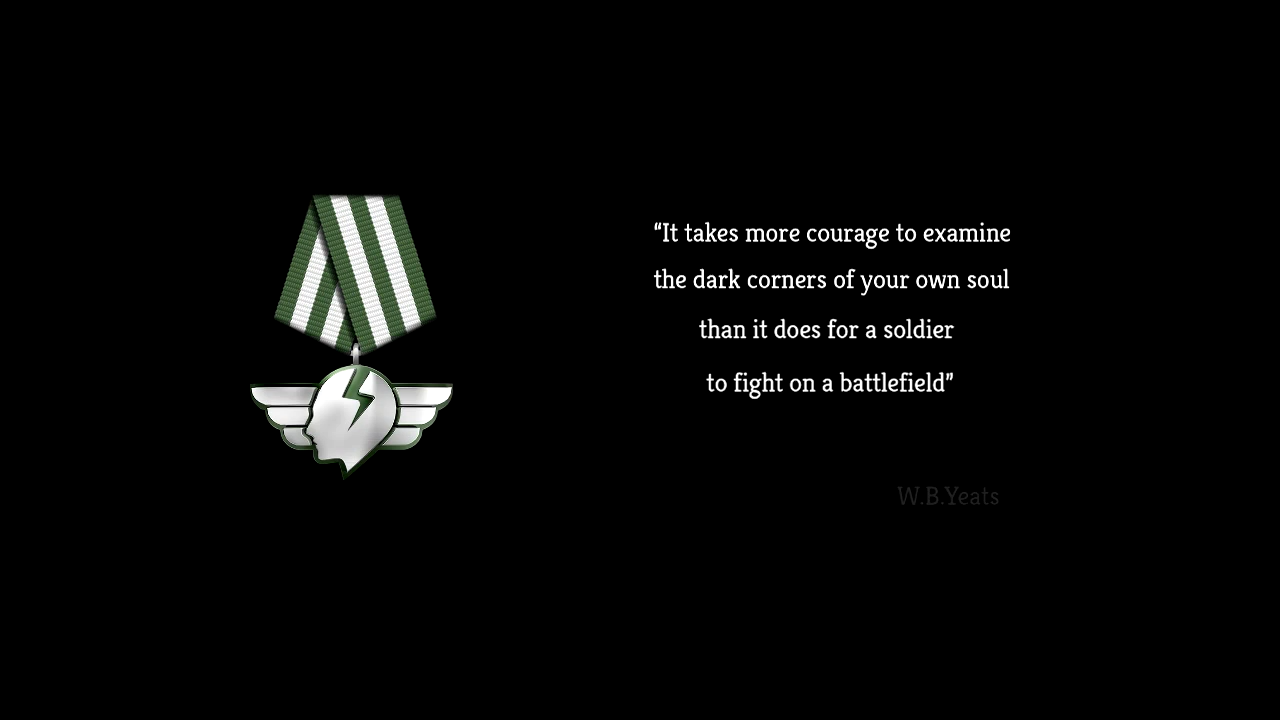 “It takes more courage to examine
the dark corners of your own soul
than it does for a soldier
to fight on a battlefield”
W.B.Yeats